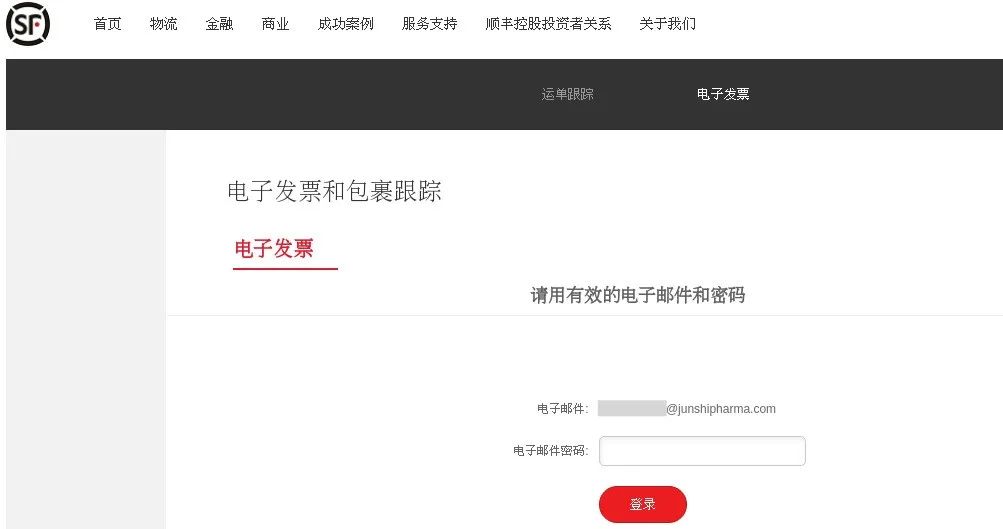 SF 首页 物流 金融 商业 成功案例 服务支持 顺丰控股投资者关系 关于我们
运单跟踪 电子发票
电子发票和包裹跟踪
电子发票
请用有效的电子邮件和密码
电子邮件: @junshipharma.com
电子邮件密码:
登录